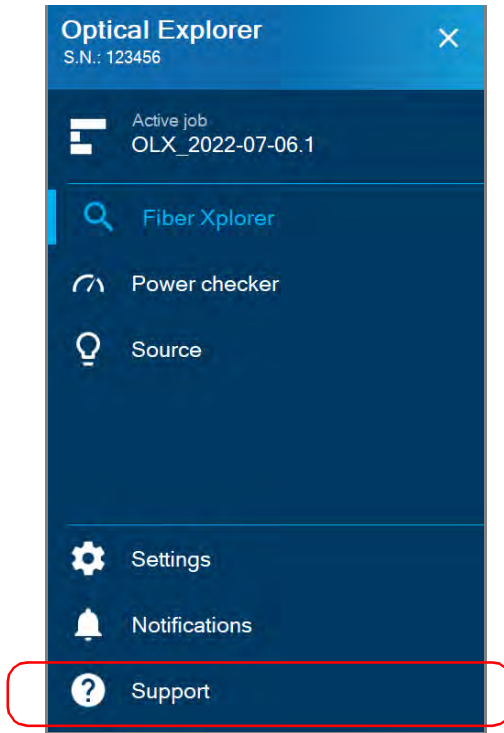 Optical Explorer
S.N.: 123456
Active job
OLX_2022-07-06.1
Fiber Xplorer
Power checker
Source
Settings
Notifications
Support